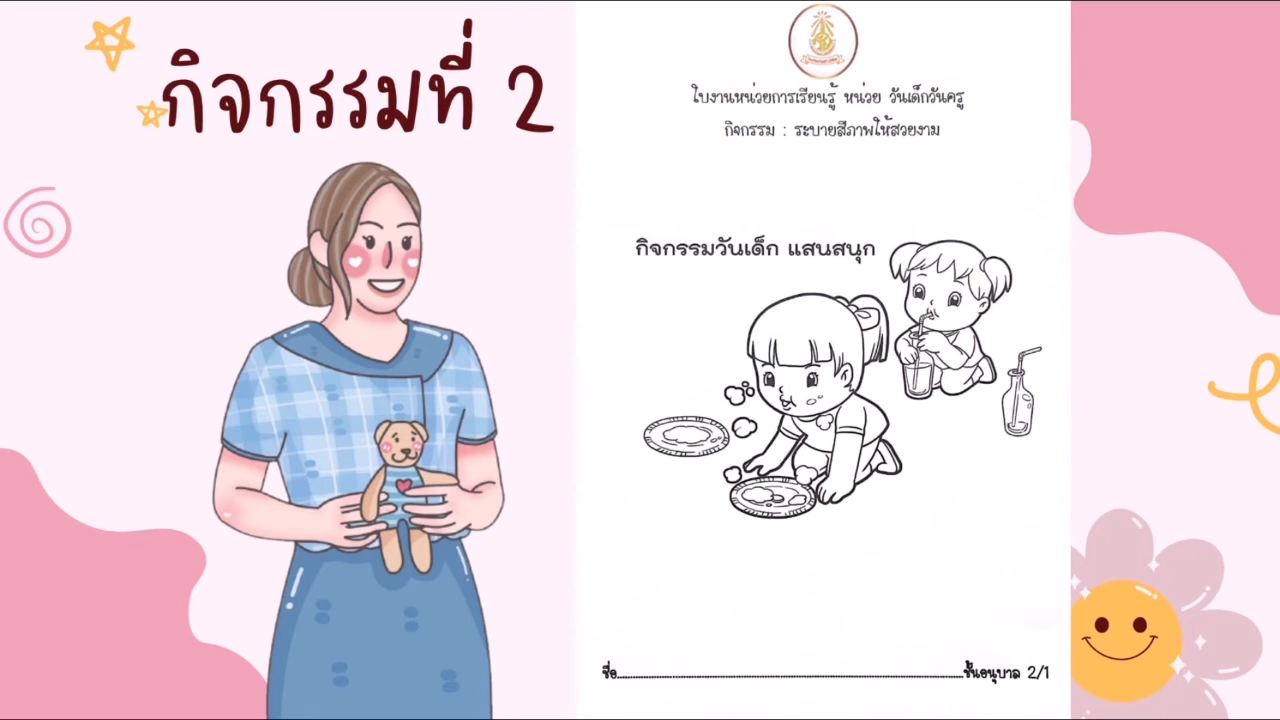 กิจกรรมที่ 2
ใบงานหน่วยการเรียนรู้ หน่วย วันเด็กวันครู
กิจกรรม : ระบายสีภาพให้สวยงาม
กิจกรรมวันเด็ก แสนสนุก
ชื่อ........................................................................ชั้นอนุบาล 2/1